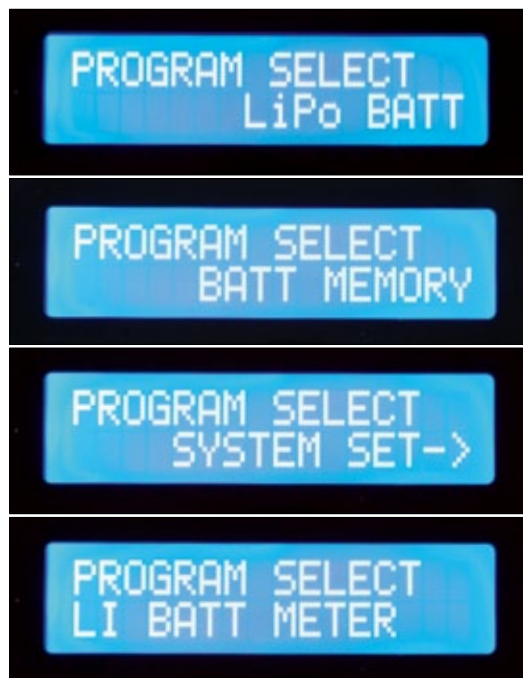 PROGRAM SELECT
LiPo BATT
PROGRAM SELECT
BATT MEMORY
PROGRAM SELECT
SYSTEM SET->
PROGRAM SELECT
LI BATT METER